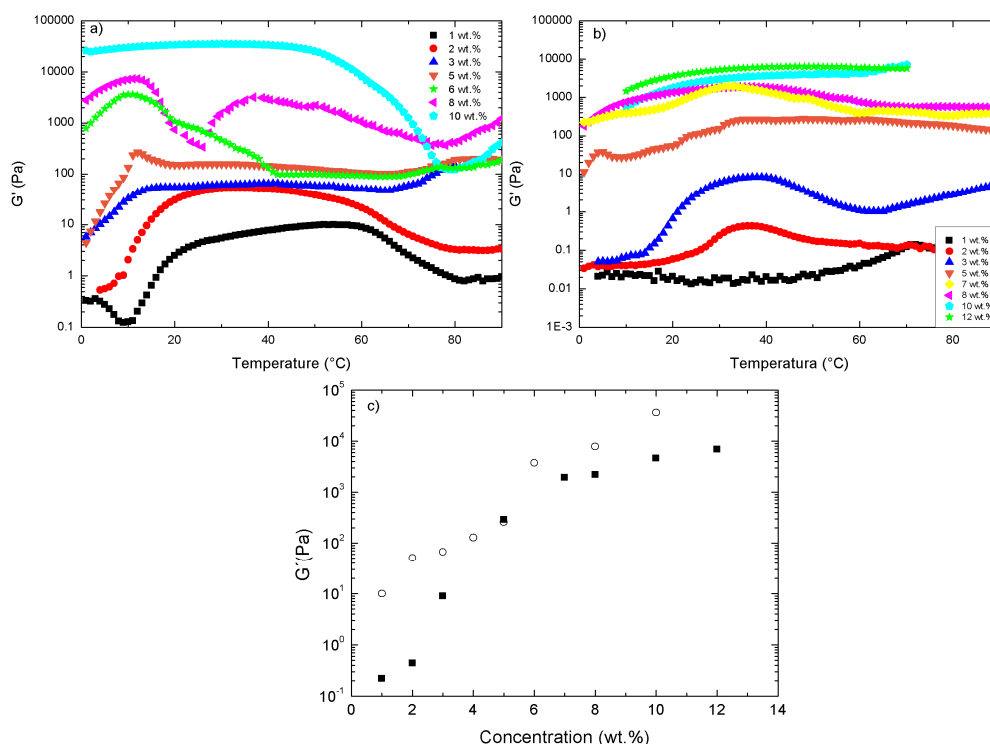 a)
100000
10000
1000
100
10
1
0.1
G' (Pa)
0
20
40
60
80
Temperature (°C)
1 wt.%
2 wt.%
3 wt.%
5 wt.%
6 wt.%
8 wt.%
10 wt.%
b)
100000
10000
1000
100
10
1
0.1
0.01
1E-3
G' (Pa)
0
20
40
60
80
Temperatura (°C)
1 wt.%
2 wt.%
3 wt.%
5 wt.%
7 wt.%
8 wt.%
10 wt.%
12 wt.%
c)
10^5
10^4
10^3
10^2
10^1
10^0
10^-1
G´(Pa)
0
2
4
6
8
10
12
14
Concentration (wt.%)